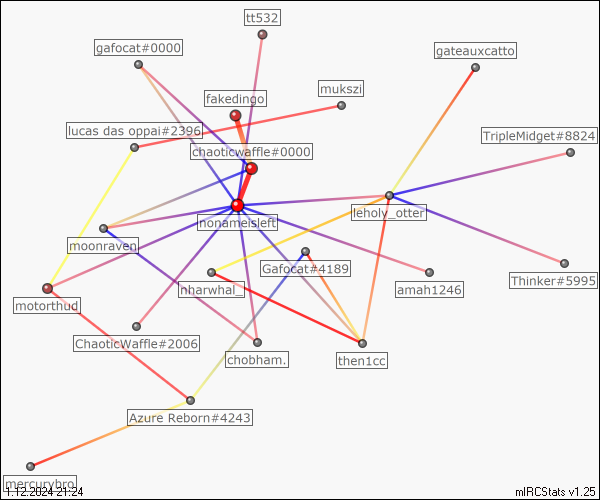 tt532
gafocat#0000
gateauxcatto
mukszi
fakedingo
lucas das oppai#2396
TripleMidget#8824
chaoticwaffle#0000
leholy_otter
nonameisleft
moonraven
Gafocat#4189
Thinker#5995
nharwhal_
amah1246
motorthud
ChaoticWaffle#2006
chobham.
then1cc
Azure Reborn#4243
mercurybro
1.12.2024 21:24
mIRCStats v1.25